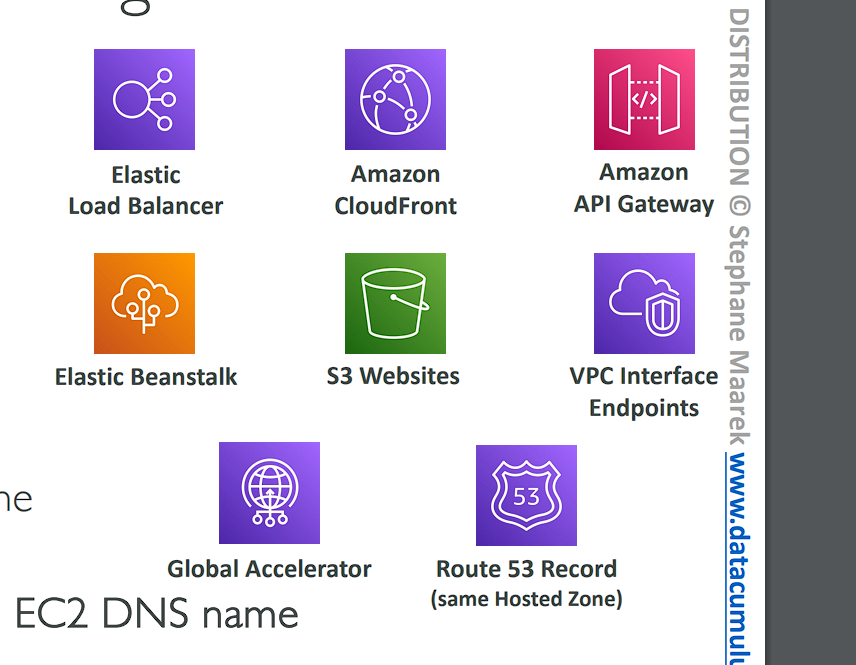 g
Elastic
Load Balancer
Amazon
CloudFront
Amazon
API Gateway
</>
Elastic Beanstalk
S3 Websites
VPC Interface
Endpoints
ne
53
Global Accelerator
Route 53 Record
(same Hosted Zone)
EC2 DNS name
DISTRIBUTION © Stephane Maarek www.datacumul